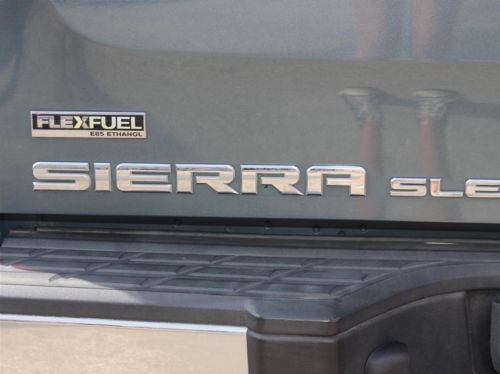 FLEXFUEL
E85 ETHANOL
SIERRA SLE